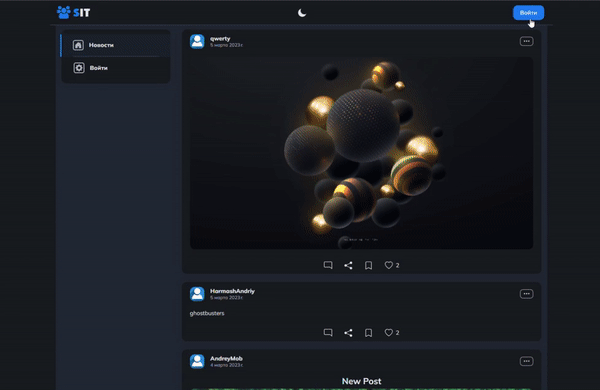 SIT
Войти
Новости
Войти
qwerty
5 марта 2023 г.
2
HarmashAndriy
5 марта 2023 г.
ghostbusters
2
AndreyMob
4 марта 2023 г.
New Post